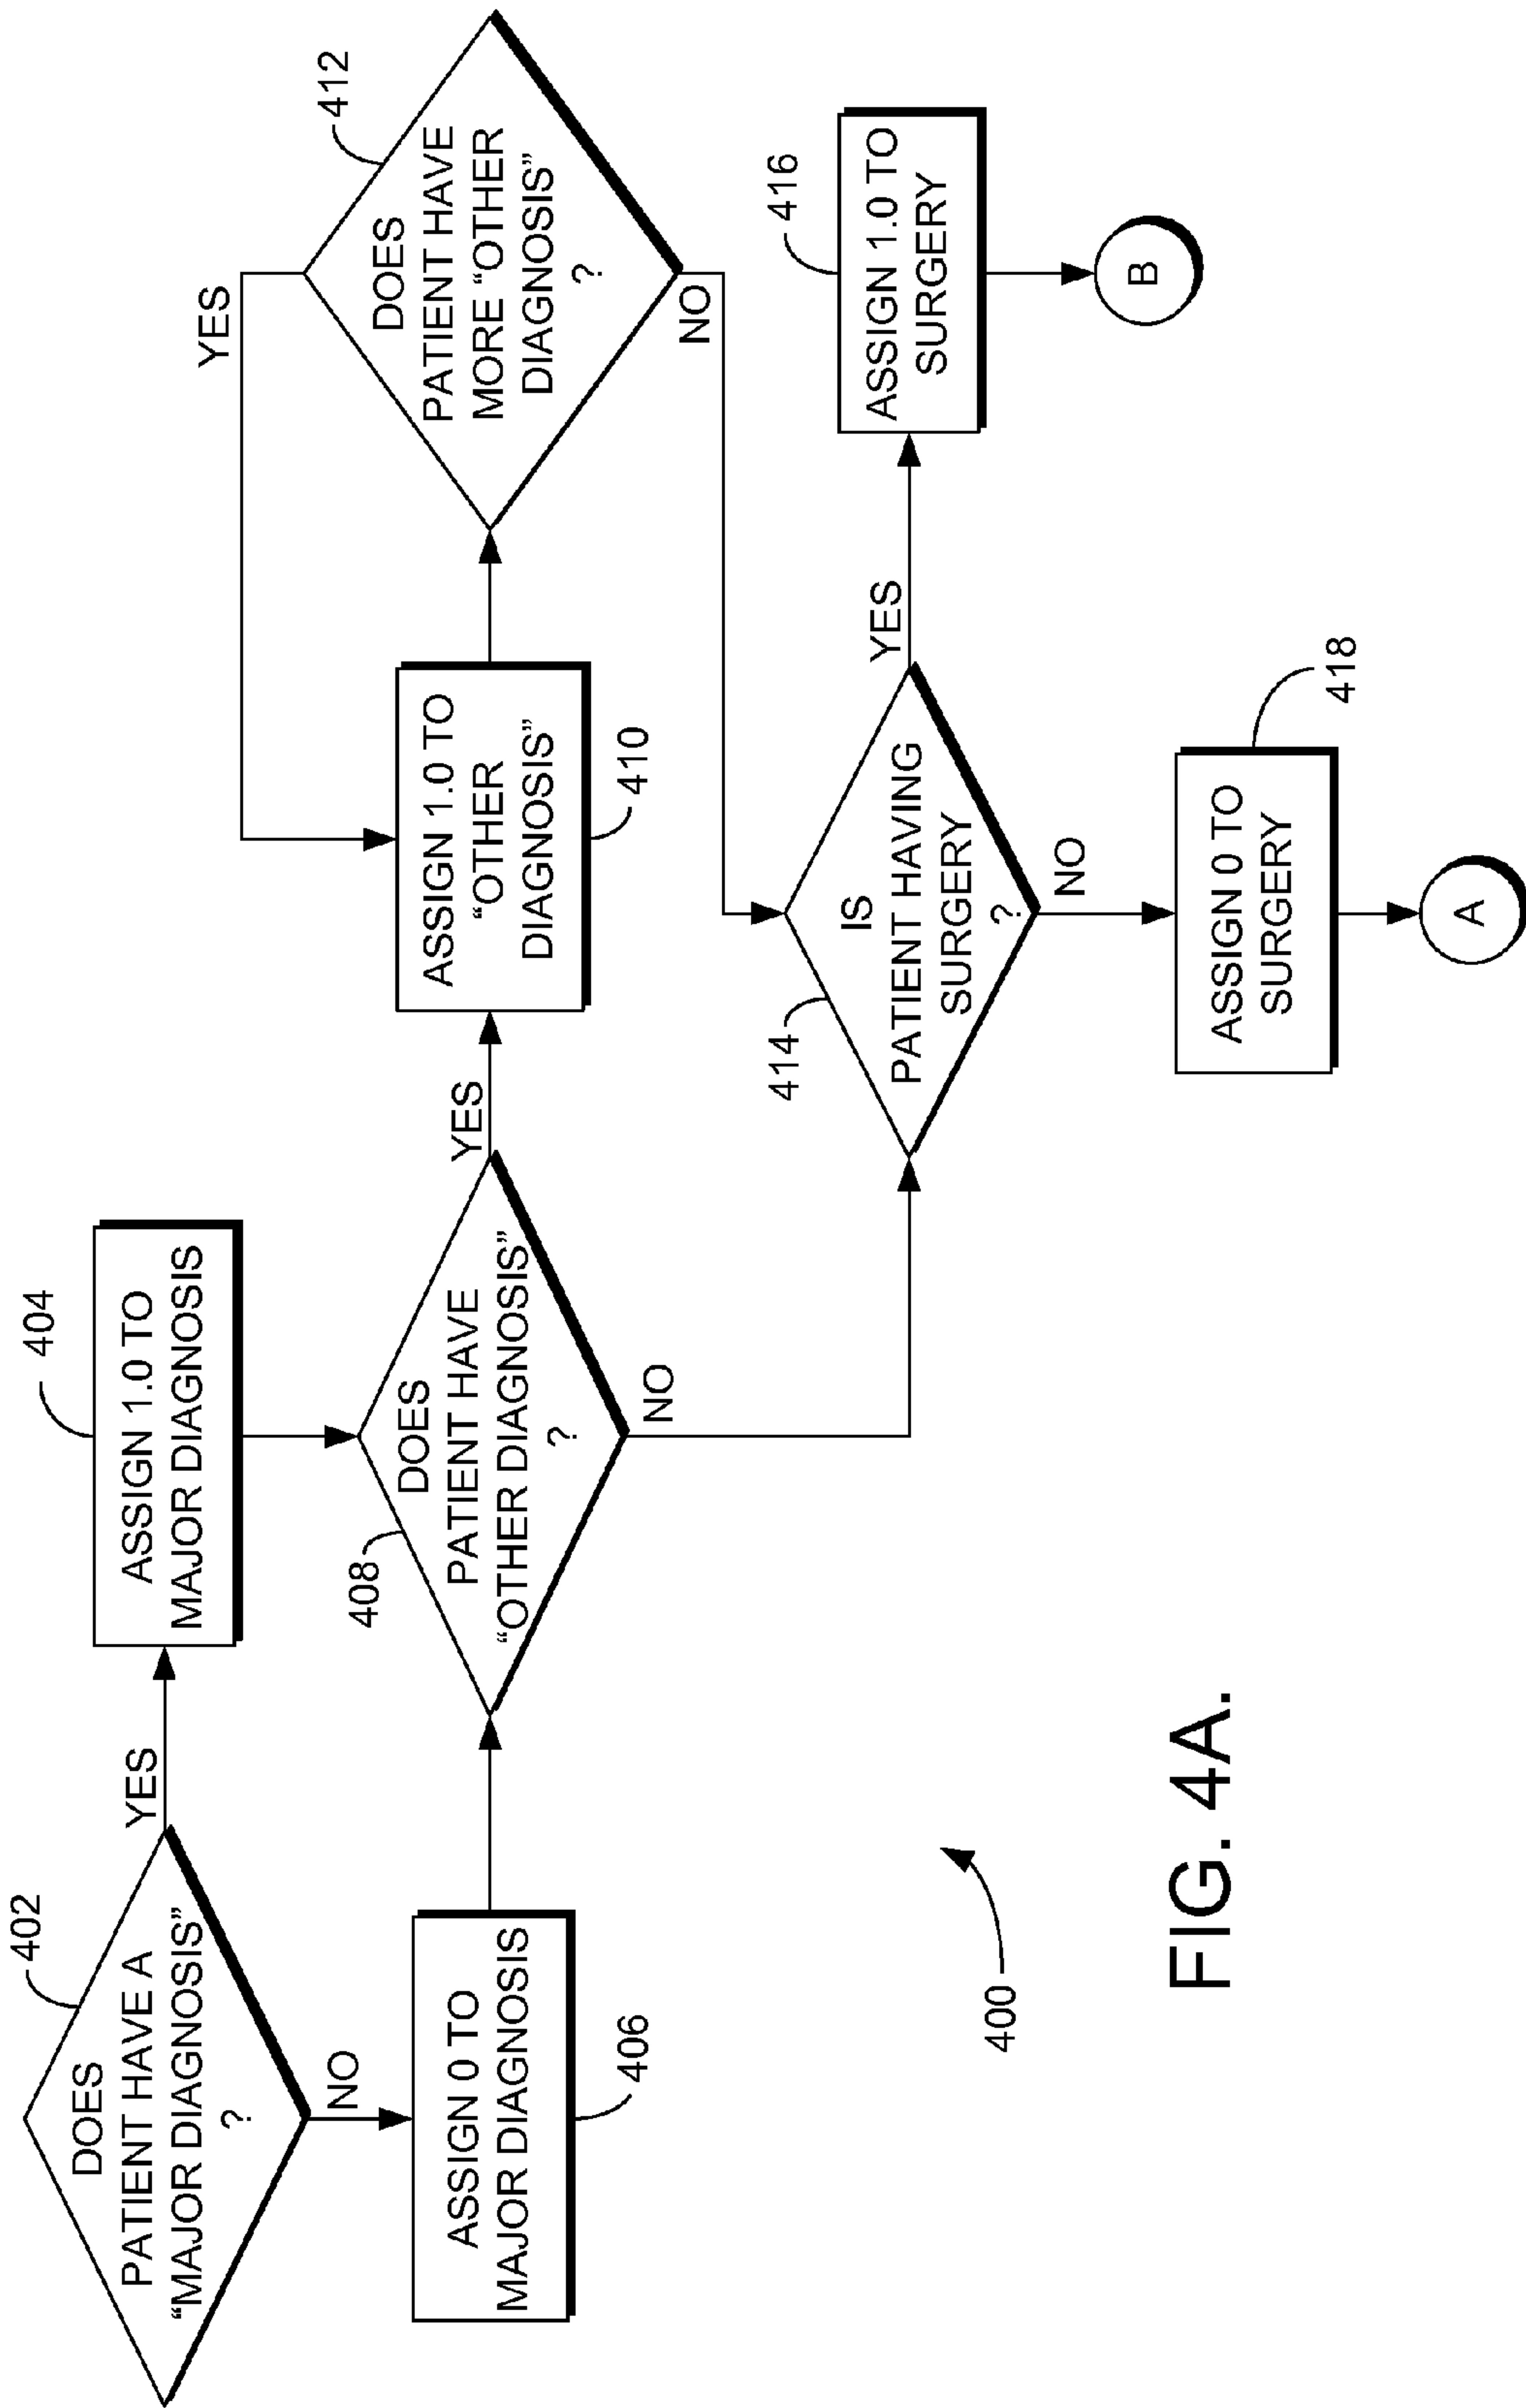 402
DOES
PATIENT HAVE A
“MAJOR DIAGNOSIS”
?
YES
NO
404
ASSIGN 1.0 TO
MAJOR DIAGNOSIS
ASSIGN 0 TO
MAJOR DIAGNOSIS
406
408
DOES
PATIENT HAVE
“OTHER DIAGNOSIS”
?
YES
NO
ASSIGN 1.0 TO
“OTHER
DIAGNOSIS”
410
YES
412
DOES
PATIENT HAVE
MORE “OTHER
DIAGNOSIS”
?
NO
414
IS
PATIENT HAVING
SURGERY
?
YES
NO
416
ASSIGN 1.0 TO
SURGERY
B
ASSIGN 0 TO
SURGERY
418
A
400
FIG. 4A.